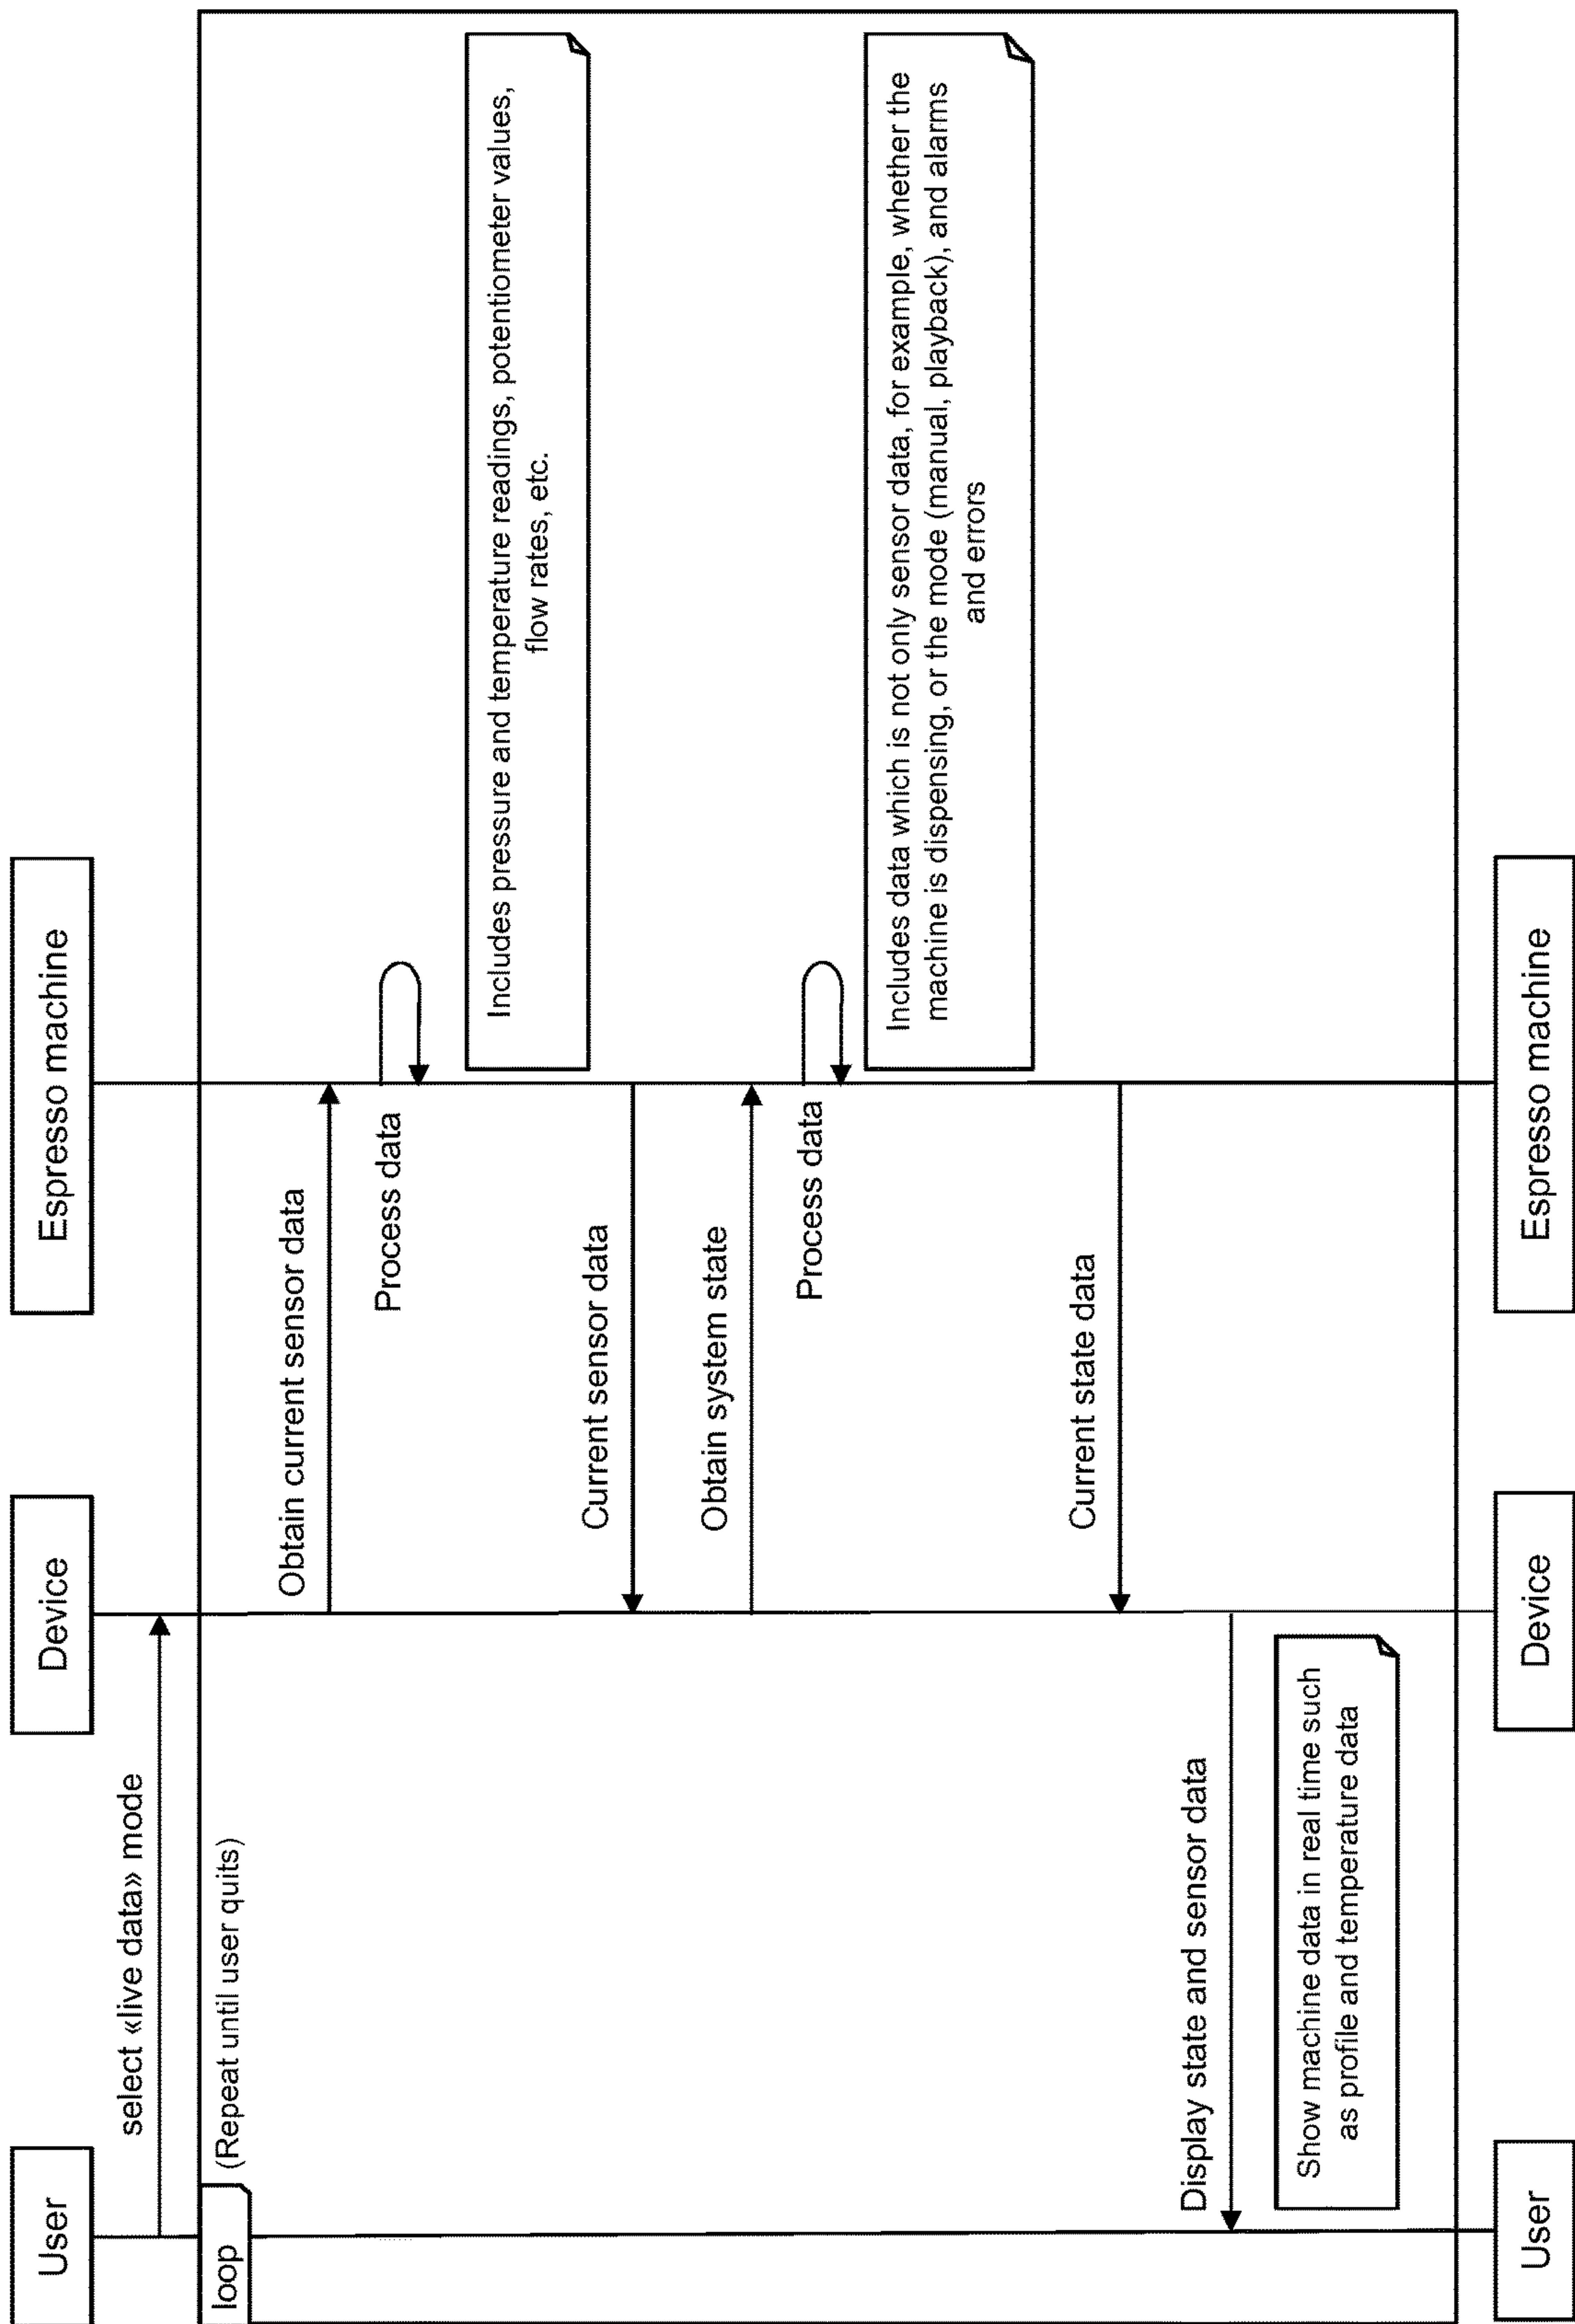 User
Device
Espresso machine
select «live data» mode
loop
(Repeat until user quits)
Obtain current sensor data
Process data
Includes pressure and temperature readings, potentiometer values,
flow rates, etc.
Current sensor data
Obtain system state
Process data
Includes data which is not only sensor data, for example, whether the
machine is dispensing, or the mode (manual, playback), and alarms
and errors
Current state data
Display state and sensor data
Show machine data in real time such
as profile and temperature data
User
Device
Espresso machine